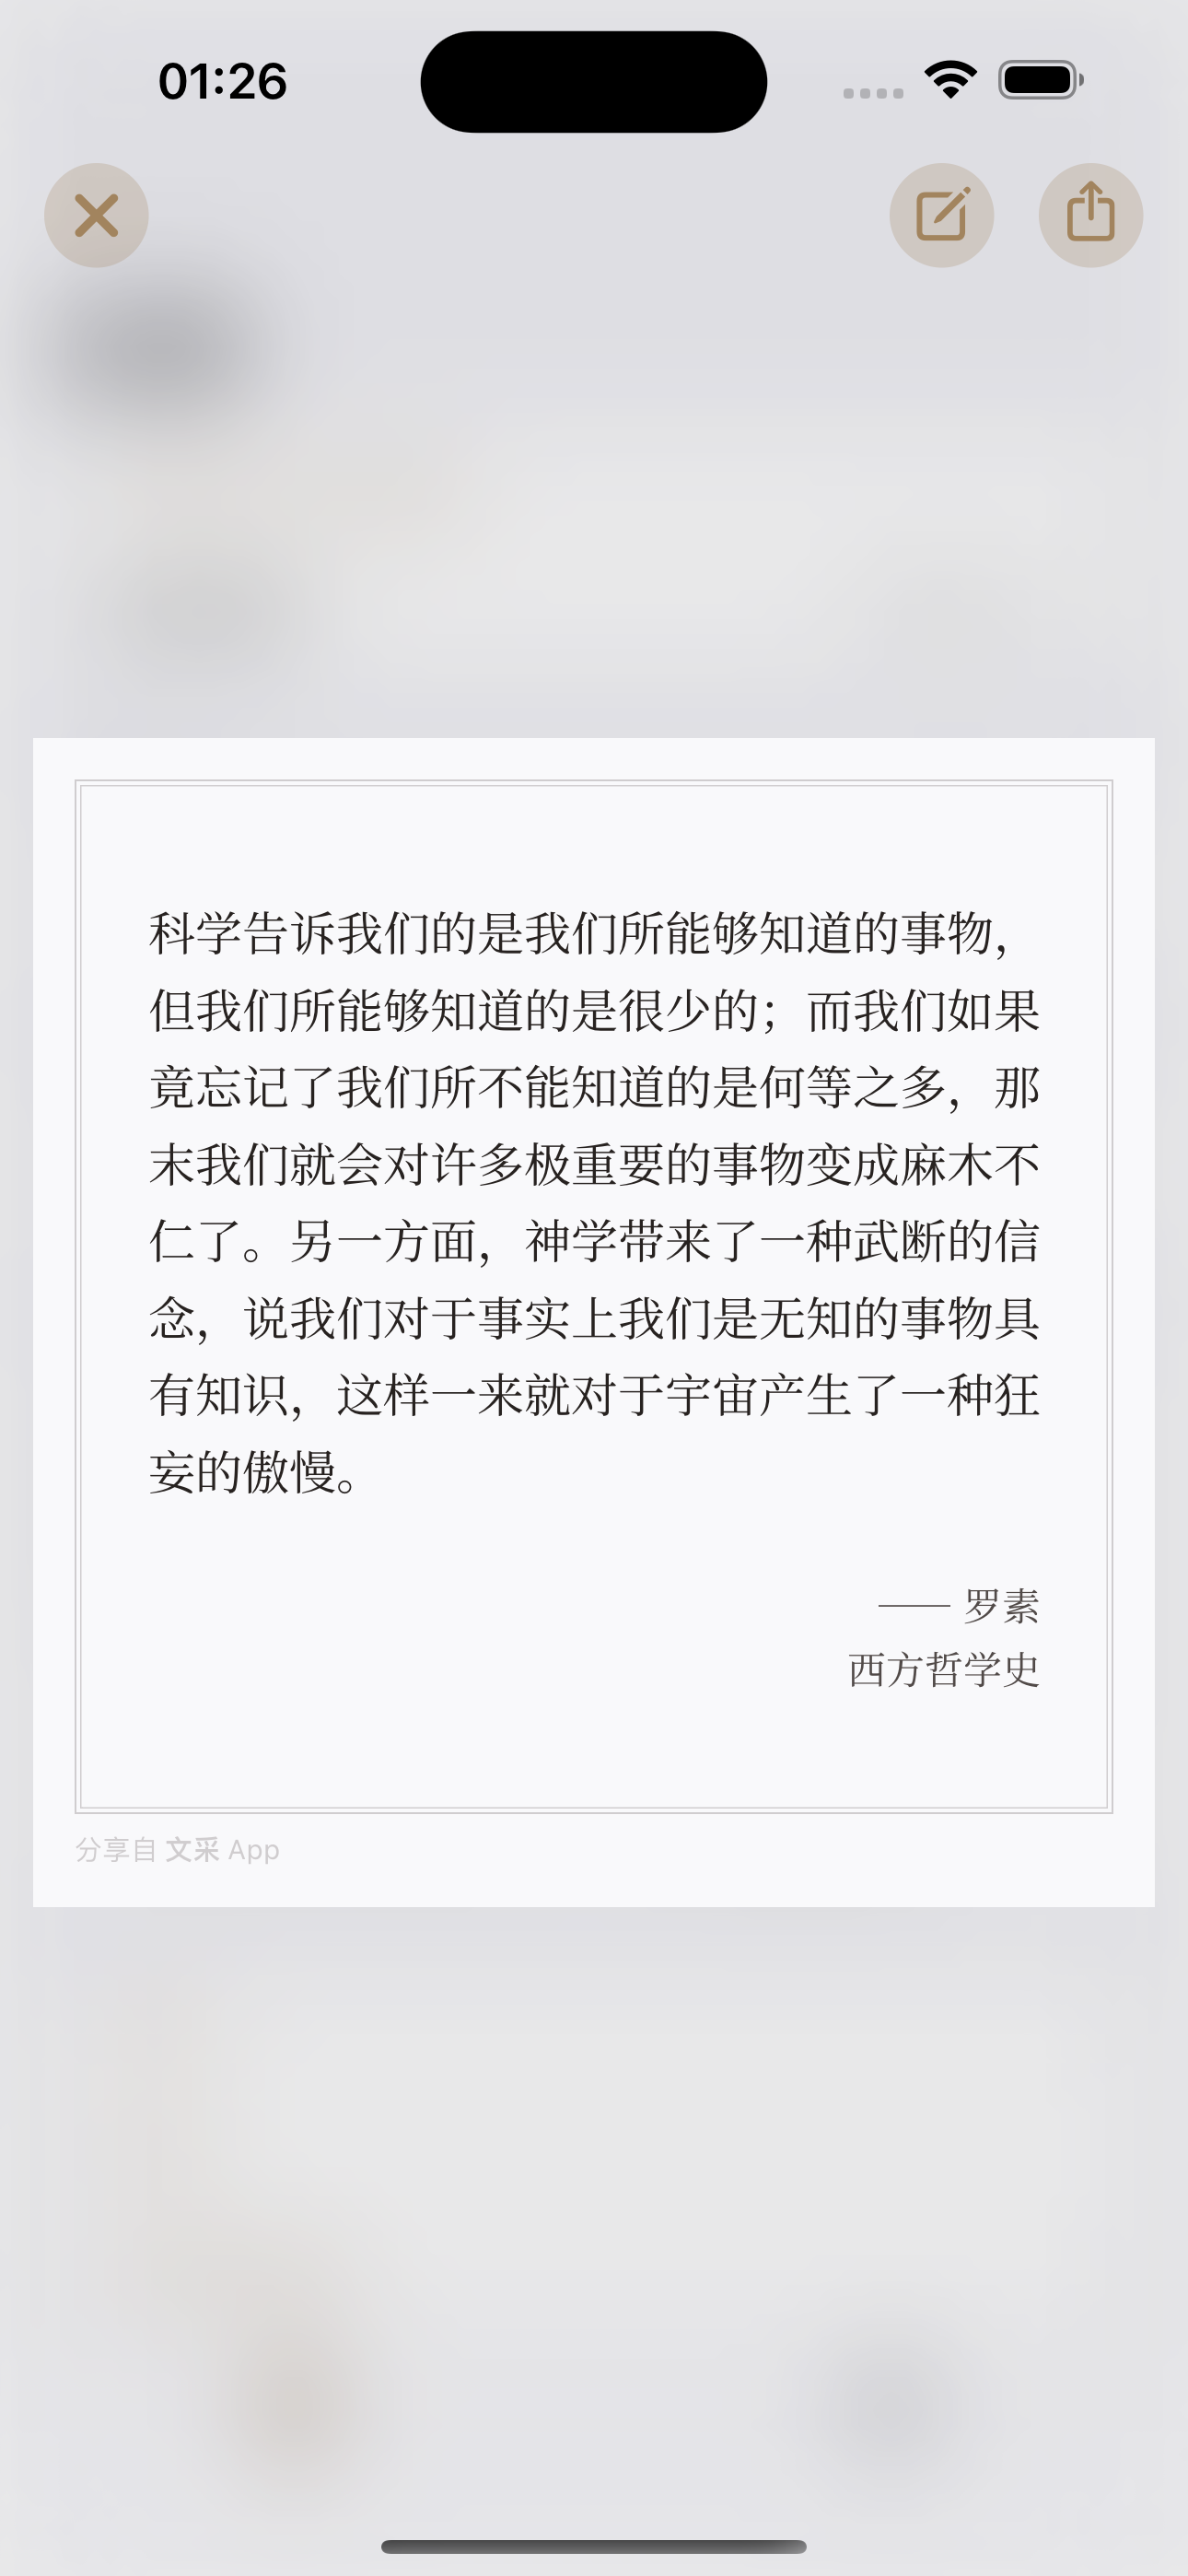 01:26
科学告诉我们的是我们所能够知道的事物，
但我们所能够知道的是很少的；而我们如果
竟忘记了我们所不能知道的是何等之多，那
末我们就会对许多极重要的事物变成麻木不
仁了。另一方面，神学带来了一种武断的信
念，说我们对于事实上我们是无知的事物具
有知识，这样一来就对于宇宙产生了一种狂
妄的傲慢。
—— 罗素
西方哲学史
分享自 文采 App